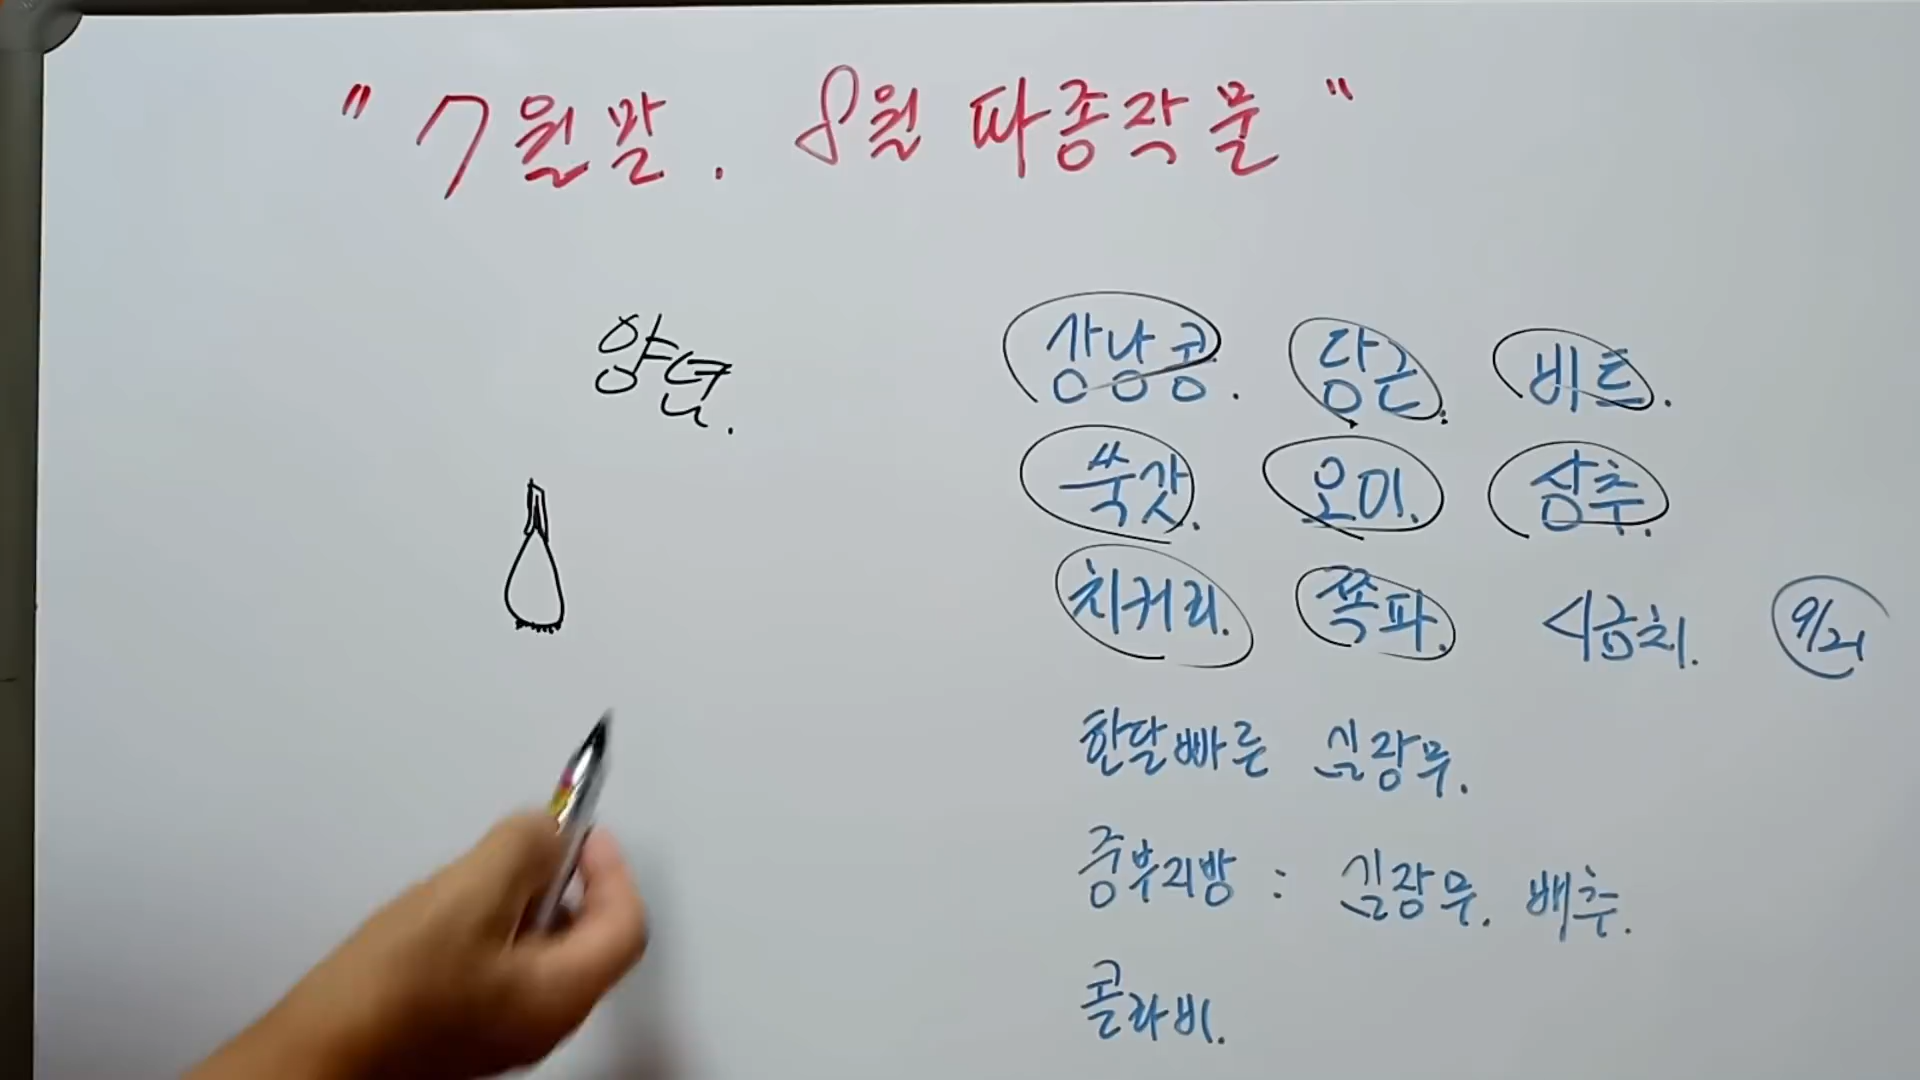 "7월말. 8월 파종작물"
양념.
강낭콩. 당근. 비트.
쑥갓. 오이. 상추.
치커리. 쪽파. 시금치. 9/21
한달빠른 김장무.
중부지방 : 김장무. 배추.
콜라비.